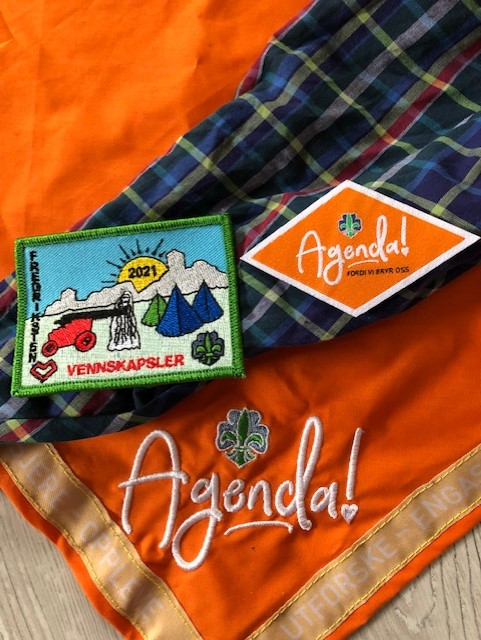 2021
FREDRIKSTEN
VENNSKAPSLER
Agenda!
FORDI VI BRYR OSS
Agenda!
UTFORSKE • ENGAS